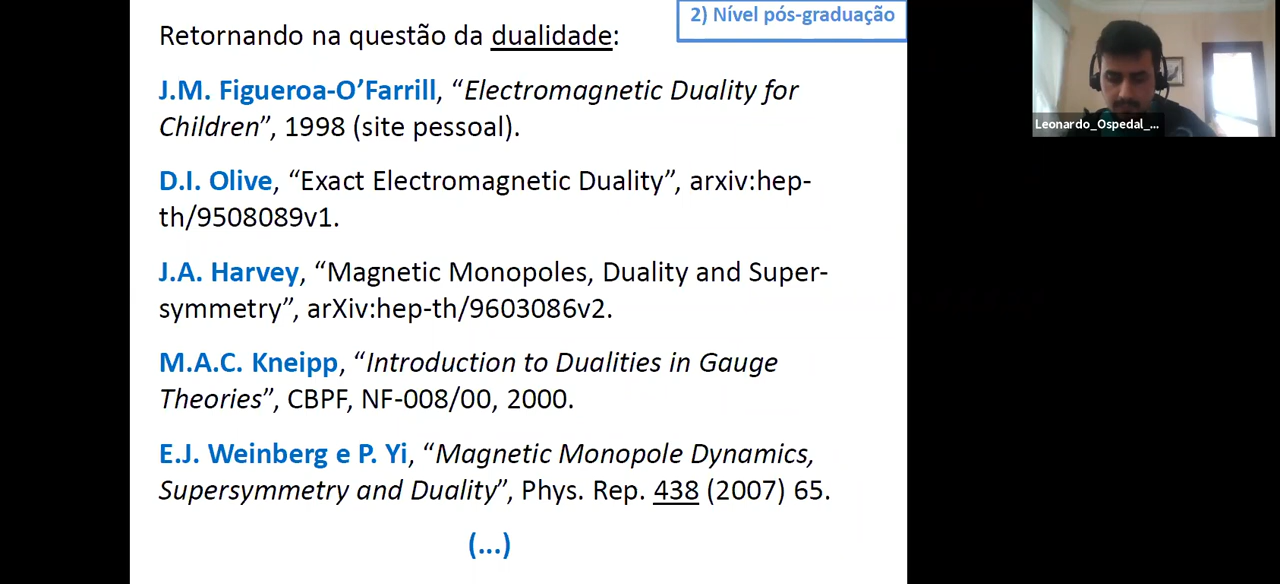 2) Nível pós-graduação
Retornando na questão da dualidade:
J.M. Figueroa-O’Farrill, “Electromagnetic Duality for
Children”, 1998 (site pessoal).
D.I. Olive, “Exact Electromagnetic Duality”, arxiv:hep-
th/9508089v1.
J.A. Harvey, “Magnetic Monopoles, Duality and Super-
symmetry”, arXiv:hep-th/9603086v2.
M.A.C. Kneipp, “Introduction to Dualities in Gauge
Theories”, CBPF, NF-008/00, 2000.
E.J. Weinberg e P. Yi, “Magnetic Monopole Dynamics,
Supersymmetry and Duality”, Phys. Rep. 438 (2007) 65.
(...)
Leonardo_Ospedal_...